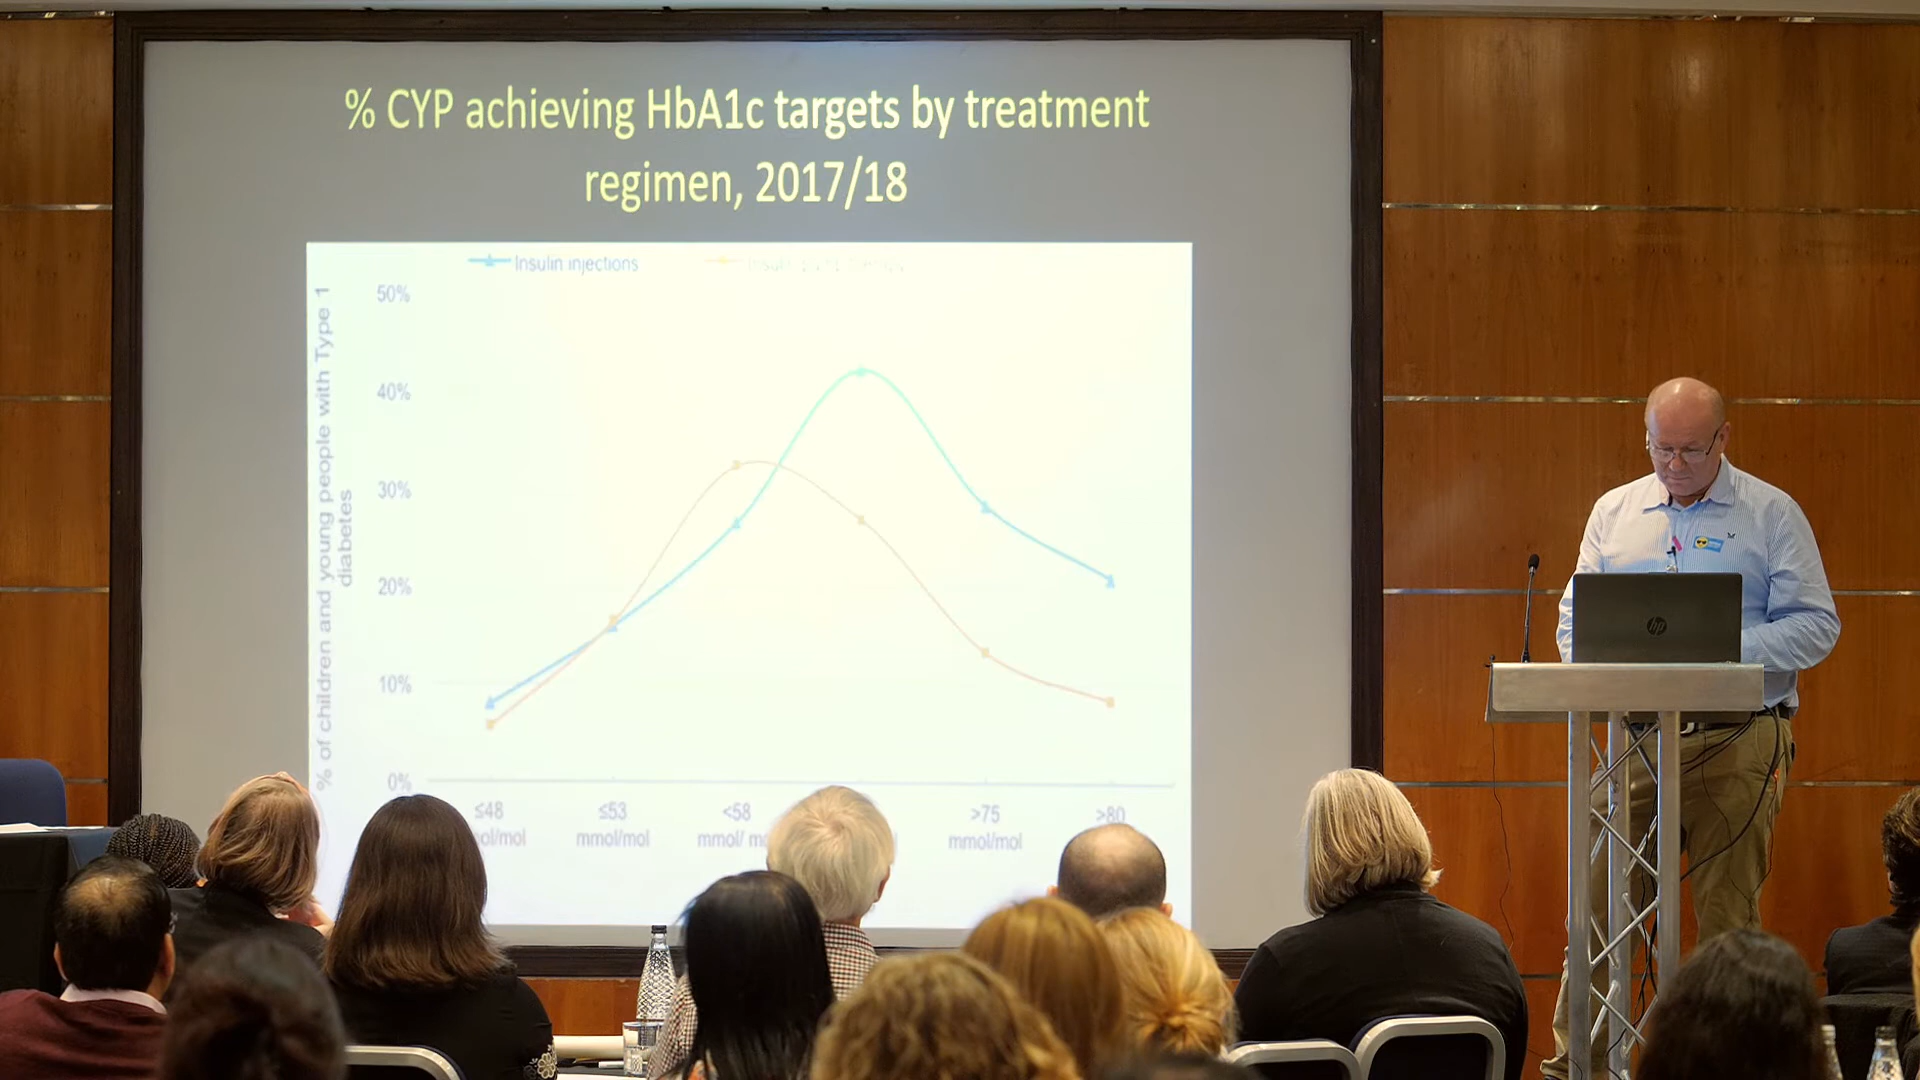 % CYP achieving HbA1c targets by treatment
regimen, 2017/18
Insulin injections
% of children and young people with Type 1
diabetes
50%
40%
30%
20%
10%
0%
≤48
≤53
<58
>75
>80
mmol/mol
mmol/
mmol/mol
hp